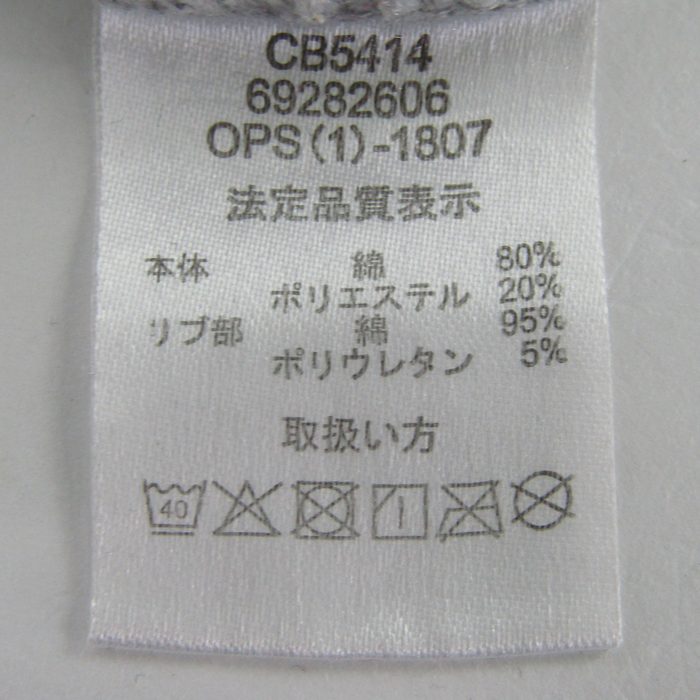 CB5414
69282606
OPS(1)-1807
法定品質表示
本体 綿 80%
ポリエステル 20%
リブ部 綿 95%
ポリウレタン 5%
取扱い方
40